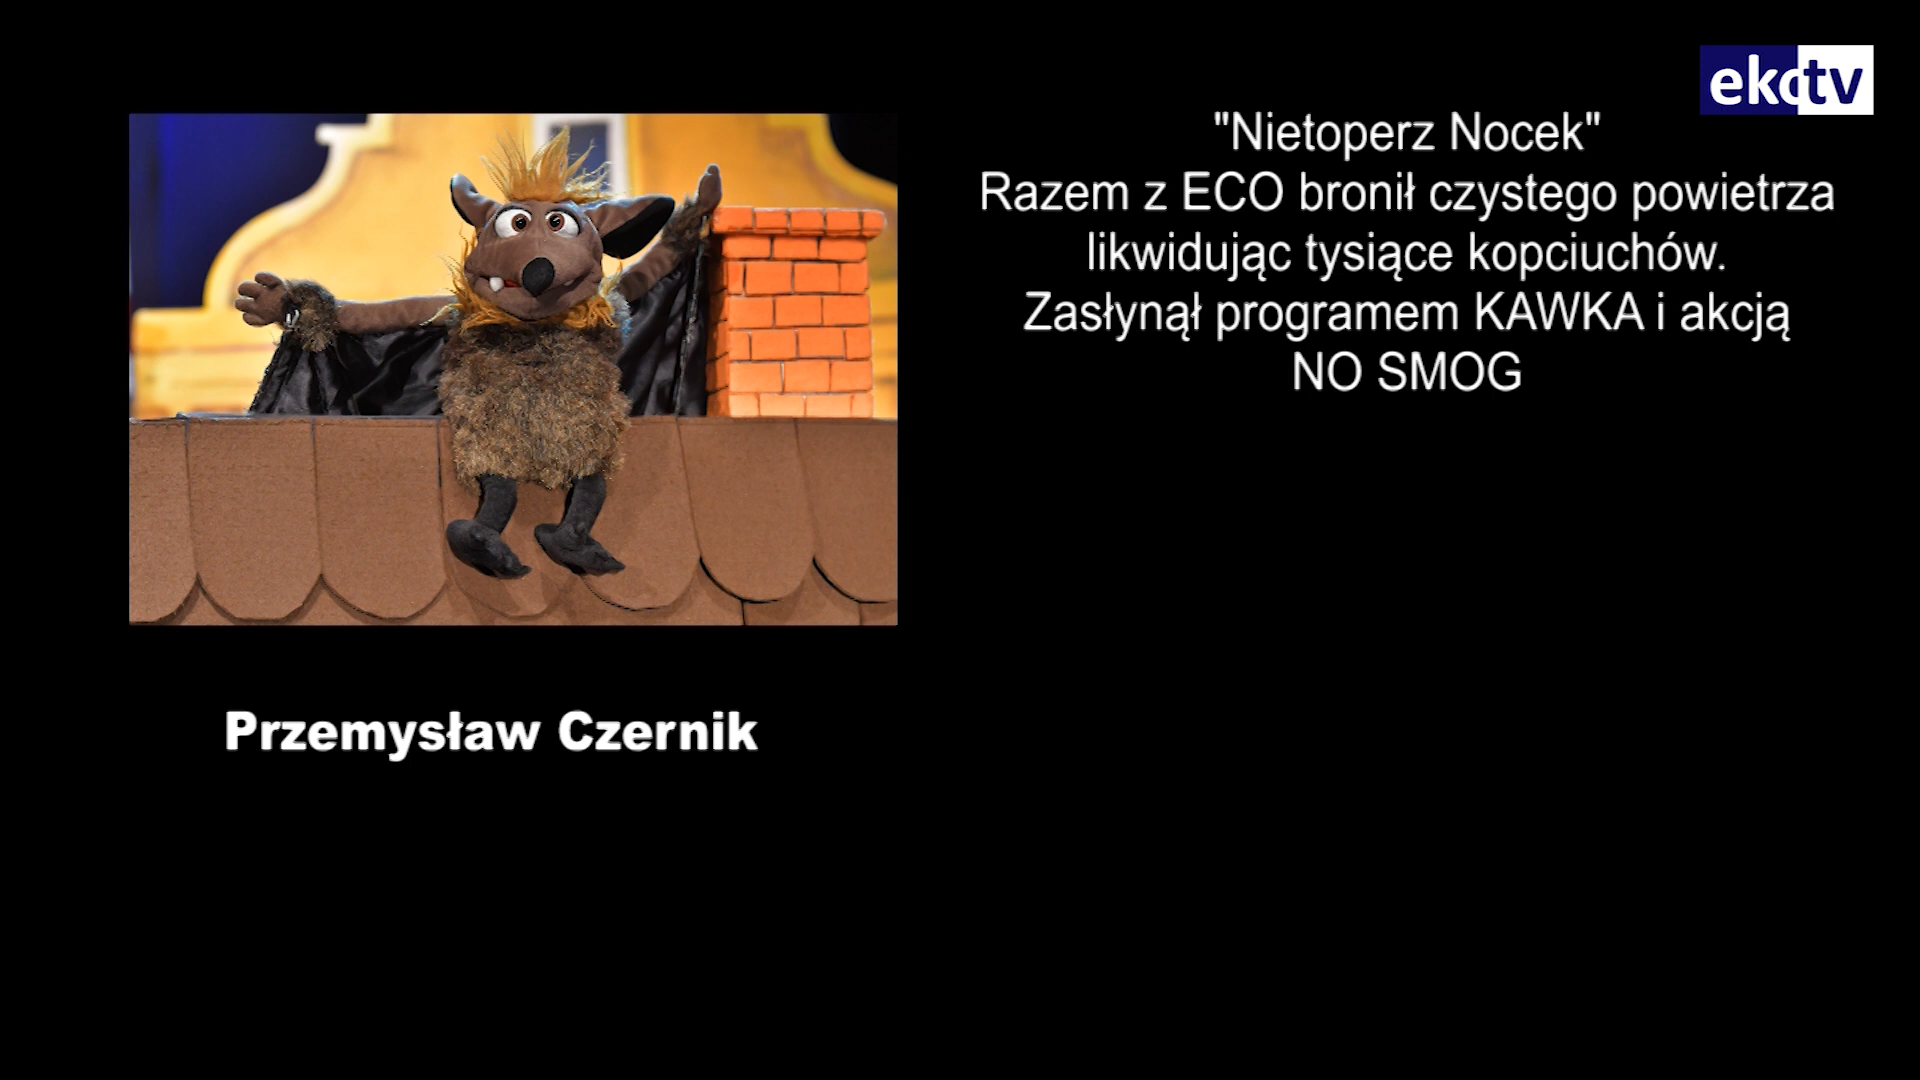 ekotv
"Nietoperz Nocek"
Razem z ECO bronił czystego powietrza
likwidując tysiące kopciuchów.
Zasłynął programem KAWKA i akcją
NO SMOG
Przemysław Czernik